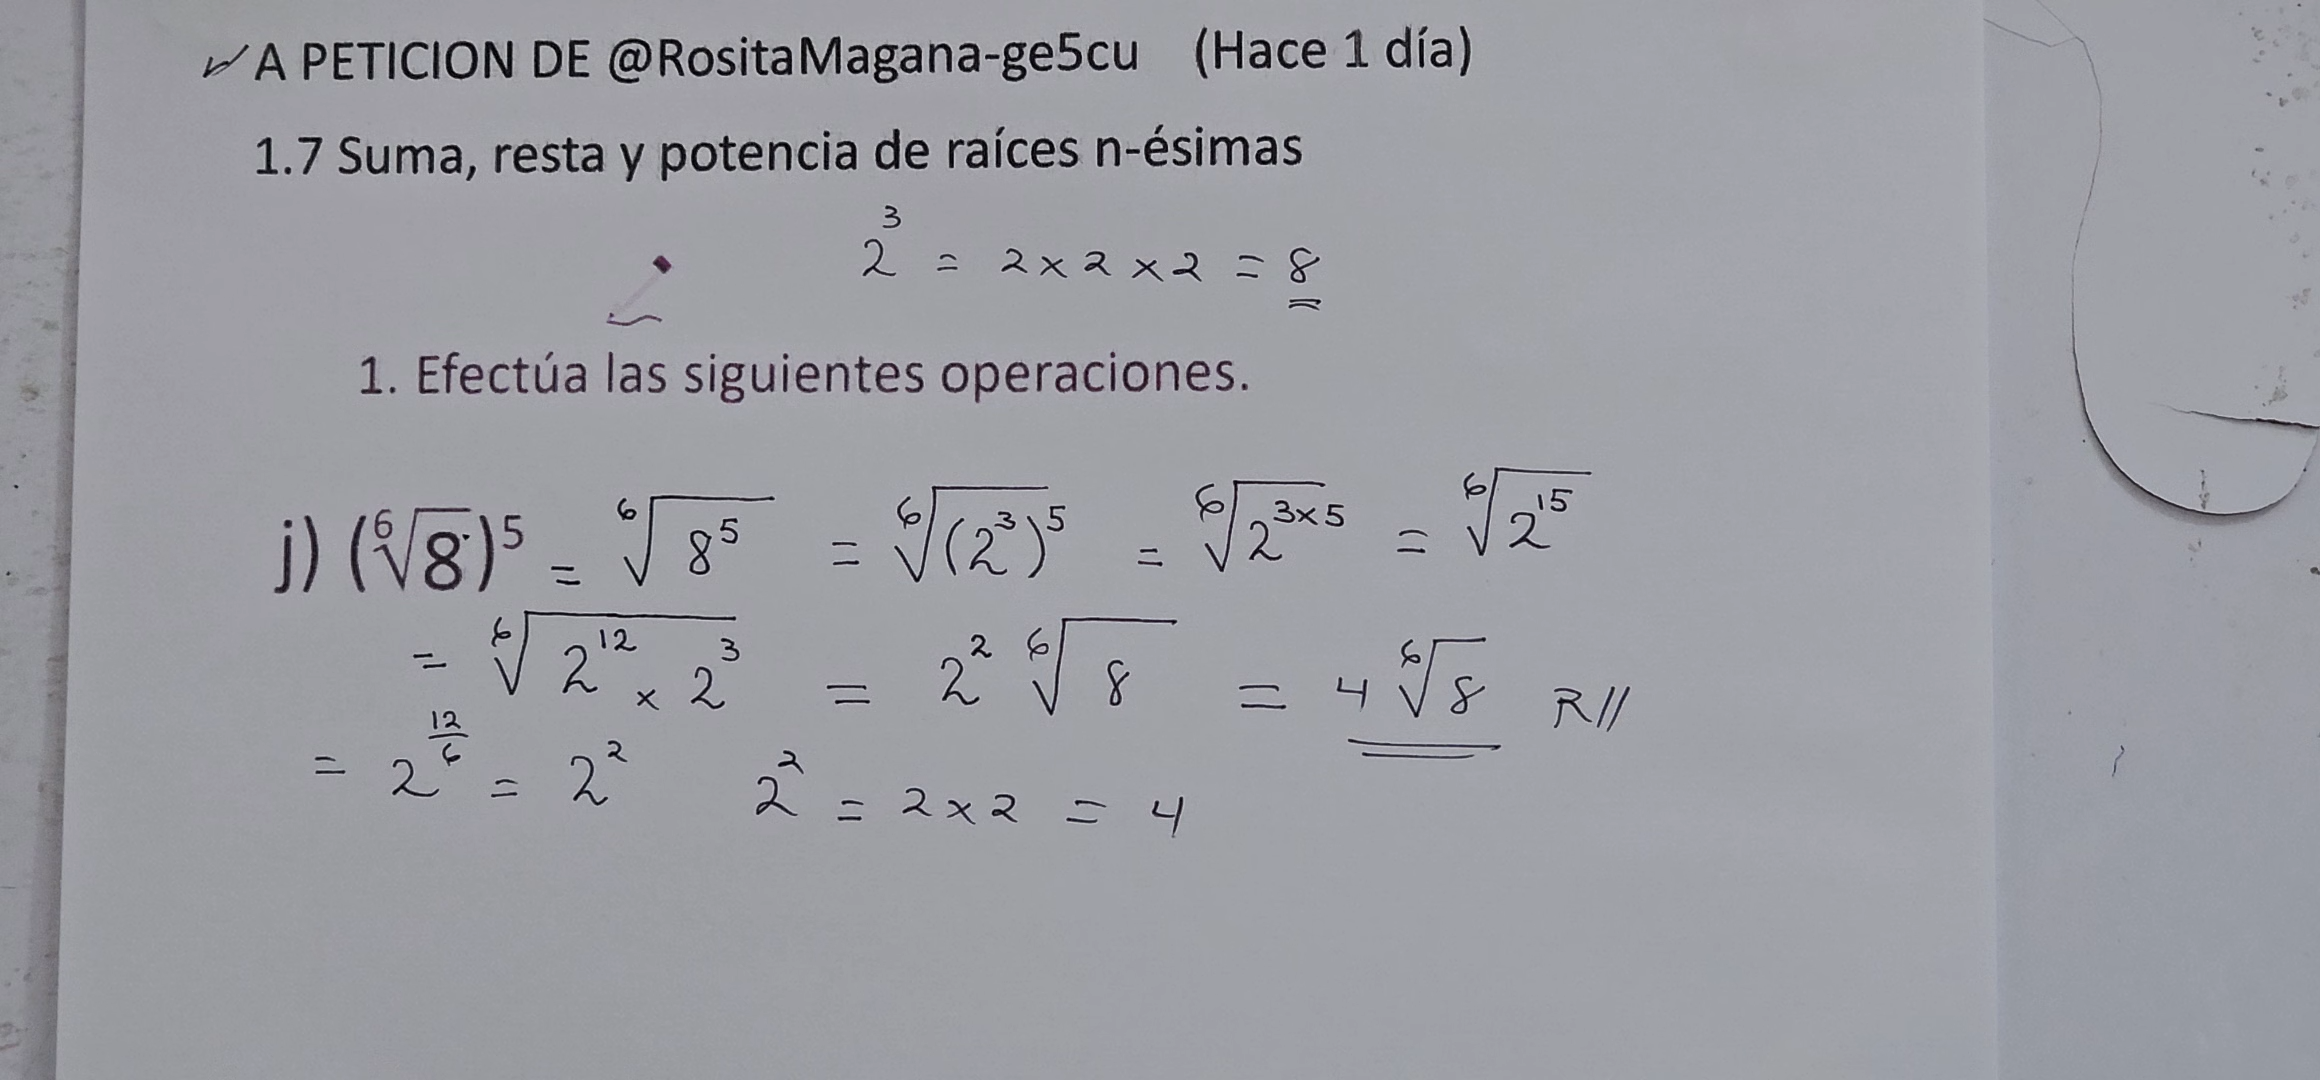 ✓A PETICION DE @RositaMagana-ge5cu (Hace 1 día)
1.7 Suma, resta y potencia de raíces n-ésimas
2³ = 2 × 2 × 2 = 8
1. Efectúa las siguientes operaciones.
j) (⁶√8)⁵ = ⁶√8⁵ = ⁶√(2³)⁵ = ⁶√2³ˣ⁵ = ⁶√2¹⁵
= ⁶√2¹² × 2³ = 2² ⁶√8 = 4 ⁶√8 R//
= 2^(12/6) = 2² 2² = 2 × 2 = 4